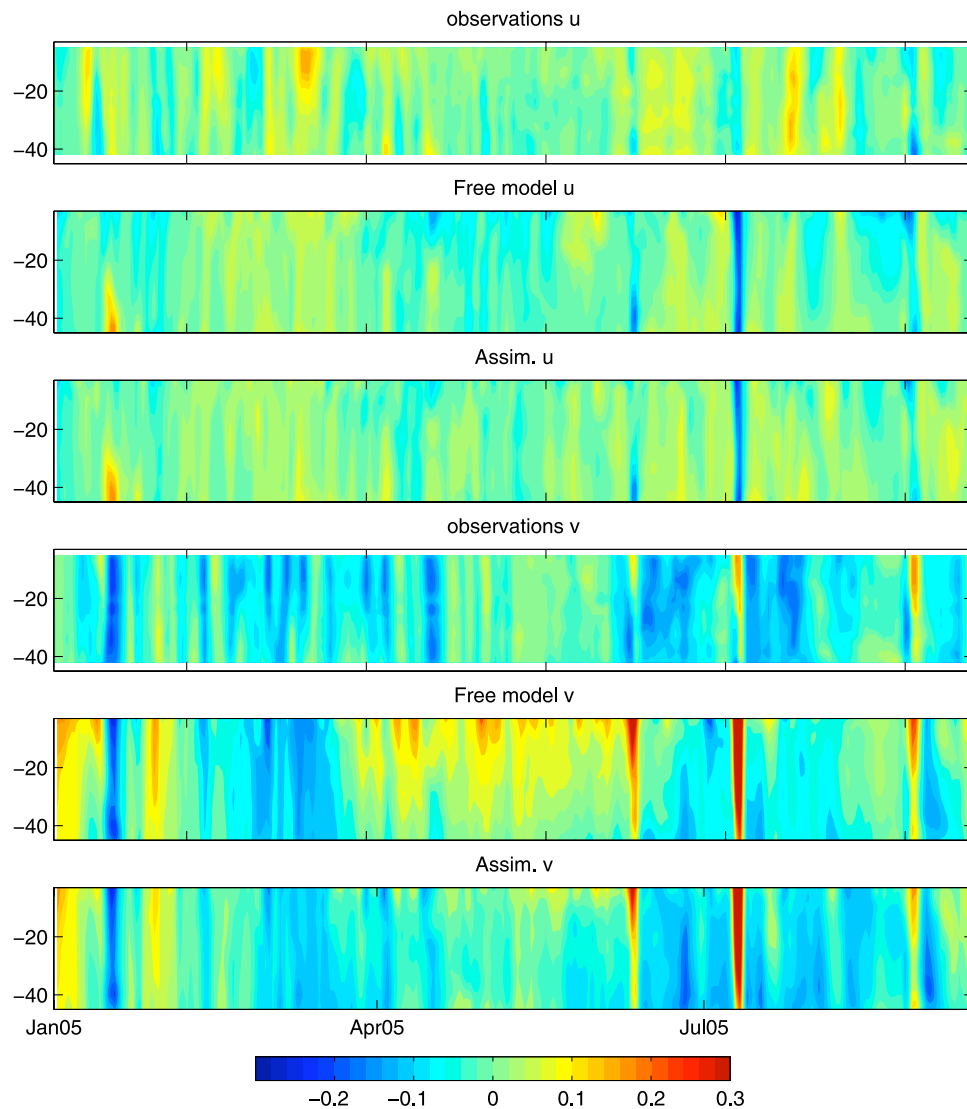 observations u
−20
−40
Free model u
−20
−40
Assim. u
−20
−40
observations v
−20
−40
Free model v
−20
−40
Assim. v
−20
−40
Jan05 Apr05 Jul05
−0.2 −0.1 0 0.1 0.2 0.3